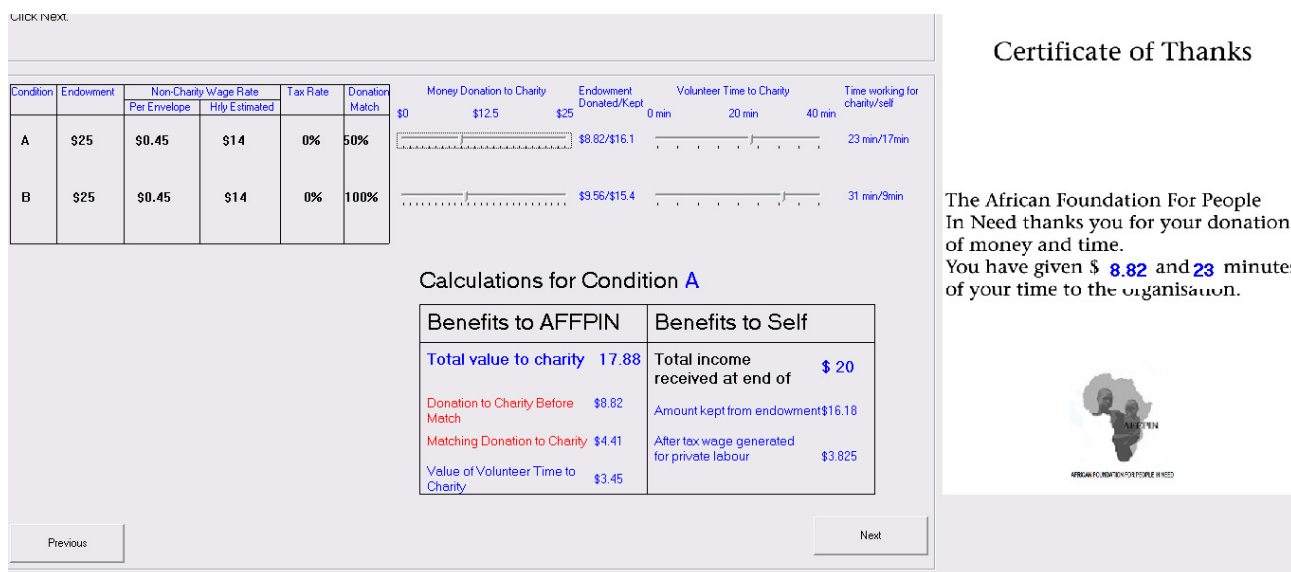 Click Next.
Condition Endowment Non-Charity Wage Rate Tax Rate Donation Match
Per Envelope Hrly Estimated
Money Donation to Charity Endowment Donated/Kept Volunteer Time to Charity Time working for charity/self
$0 $12.5 $25 0 min 20 min 40 min
A $25 $0.45 $14 0% 50% $8.82/$16.1 23 min/17min
B $25 $0.45 $14 0% 100% $9.56/$15.4 31 min/9min
Calculations for Condition A
Benefits to AFFPIN Benefits to Self
Total value to charity 17.88
Donation to Charity Before
Match $8.82
Matching Donation to Charity $4.41
Value of Volunteer Time to
Charity $3.45
Total income
received at end of $ 20
Amount kept from endowment $16.18
After tax wage generated
for private labour $3.825
Previous
Next
Certificate of Thanks
The African Foundation For People
In Need thanks you for your donation
of money and time.
You have given $ 8.82 and 23 minutes
of your time to the organisation.
AFFPIN
AFRICAN FOUNDATION FOR PEOPLE IN NEED